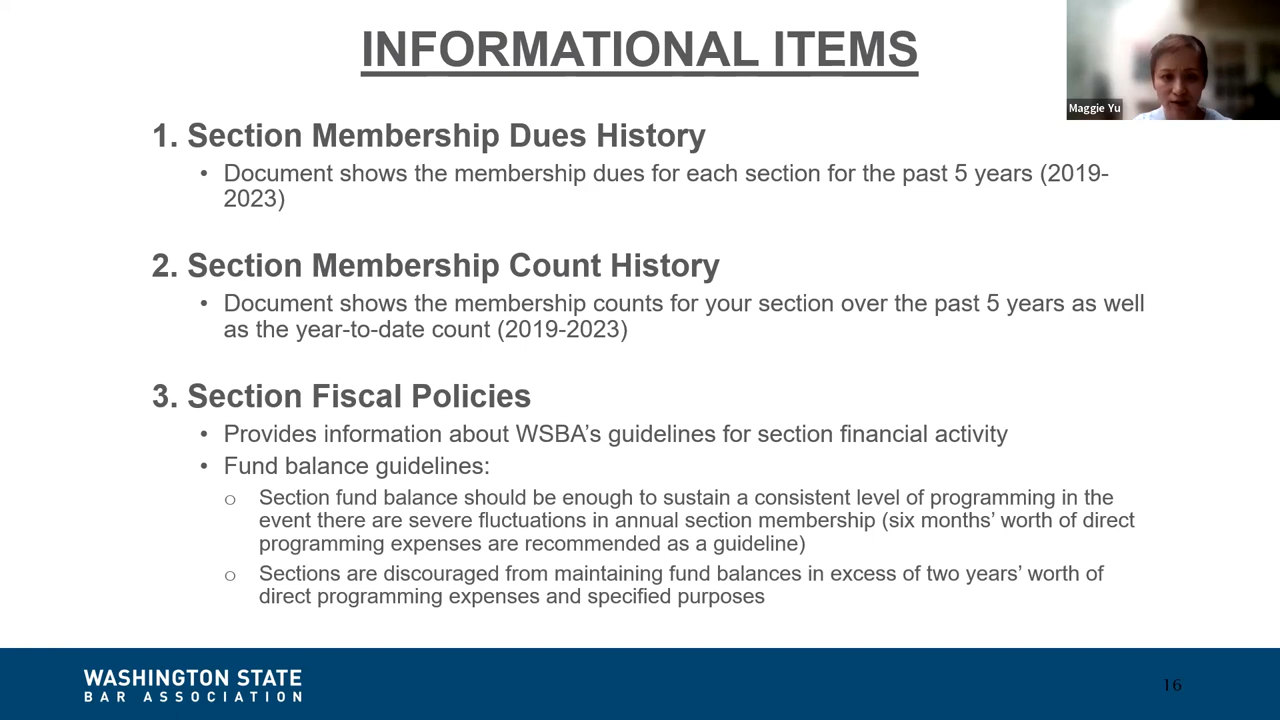 INFORMATIONAL ITEMS
Maggie Yu
1. Section Membership Dues History
• Document shows the membership dues for each section for the past 5 years (2019-
2023)
2. Section Membership Count History
• Document shows the membership counts for your section over the past 5 years as well
as the year-to-date count (2019-2023)
3. Section Fiscal Policies
• Provides information about WSBA’s guidelines for section financial activity
• Fund balance guidelines:
o Section fund balance should be enough to sustain a consistent level of programming in the
event there are severe fluctuations in annual section membership (six months’ worth of direct
programming expenses are recommended as a guideline)
o Sections are discouraged from maintaining fund balances in excess of two years’ worth of
direct programming expenses and specified purposes
WASHINGTON STATE
BAR ASSOCIATION
16